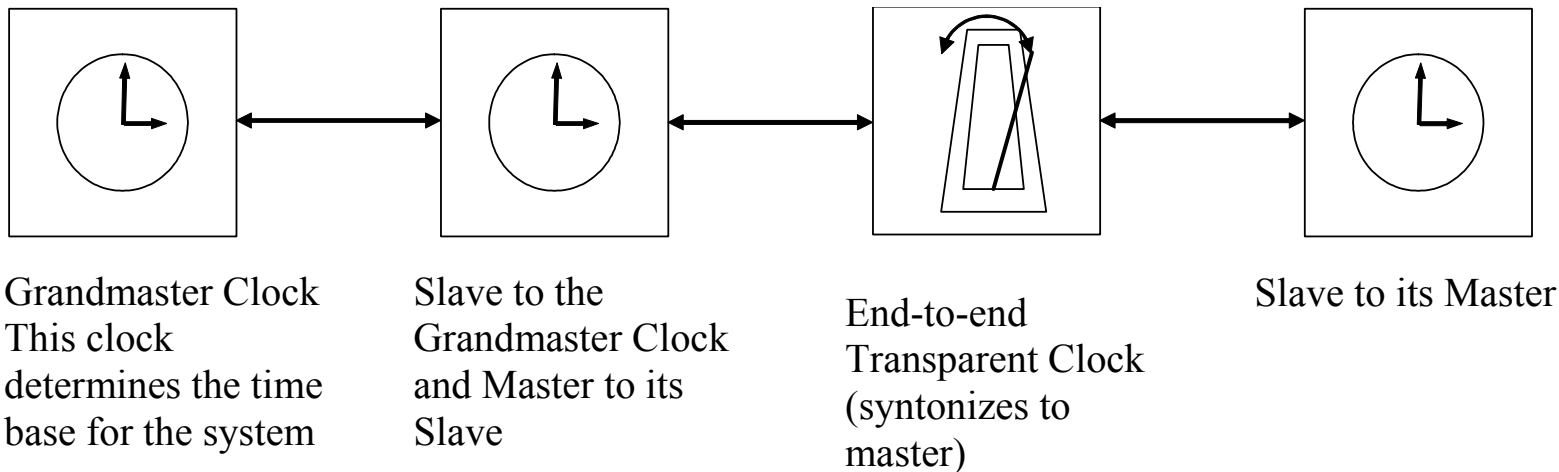 Grandmaster Clock
This clock
determines the time
base for the system
Slave to the
Grandmaster Clock
and Master to its
Slave
End-to-end
Transparent Clock
(syntonizes to
master)
Slave to its Master